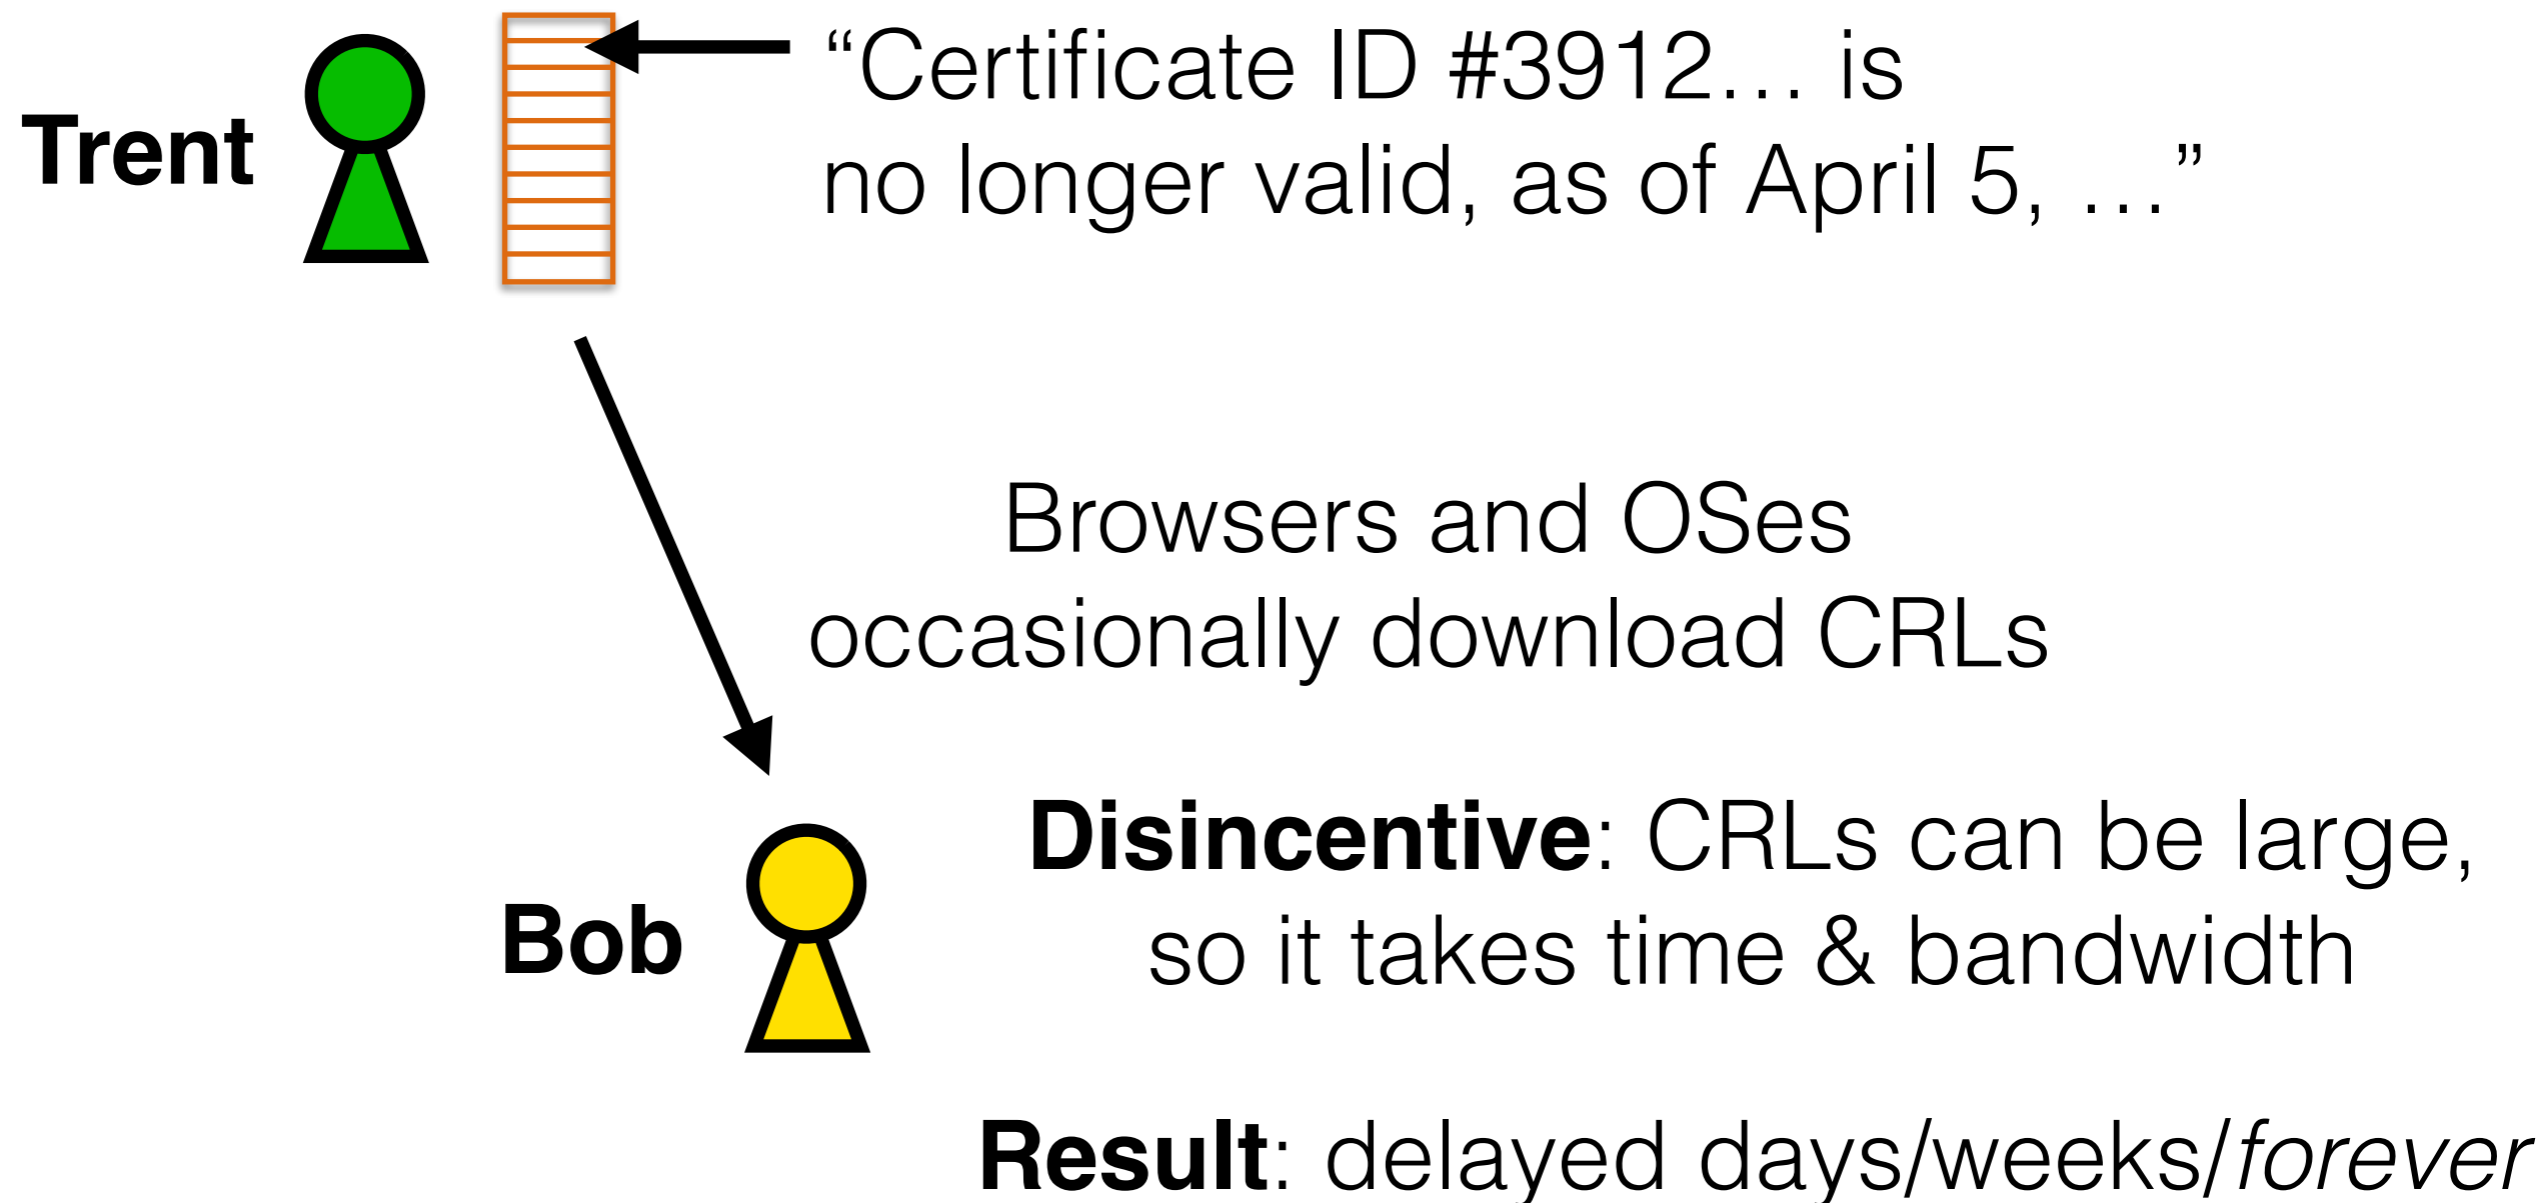 Trent
“Certificate ID #3912… is
no longer valid, as of April 5, …”
Browsers and OSes
occasionally download CRLs
Bob
Disincentive: CRLs can be large,
so it takes time & bandwidth
Result: delayed days/weeks/forever